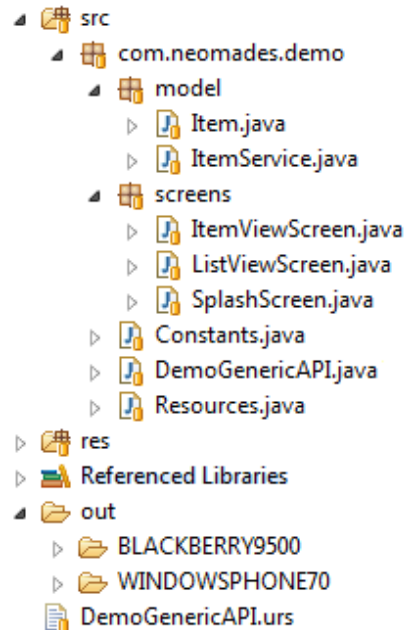 src
com.neomades.demo
model
Item.java
ItemService.java
screens
ItemViewScreen.java
ListViewScreen.java
SplashScreen.java
Constants.java
DemoGenericAPI.java
Resources.java
res
Referenced Libraries
out
BLACKBERRY9500
WINDOWSPHONE70
DemoGenericAPI.urs